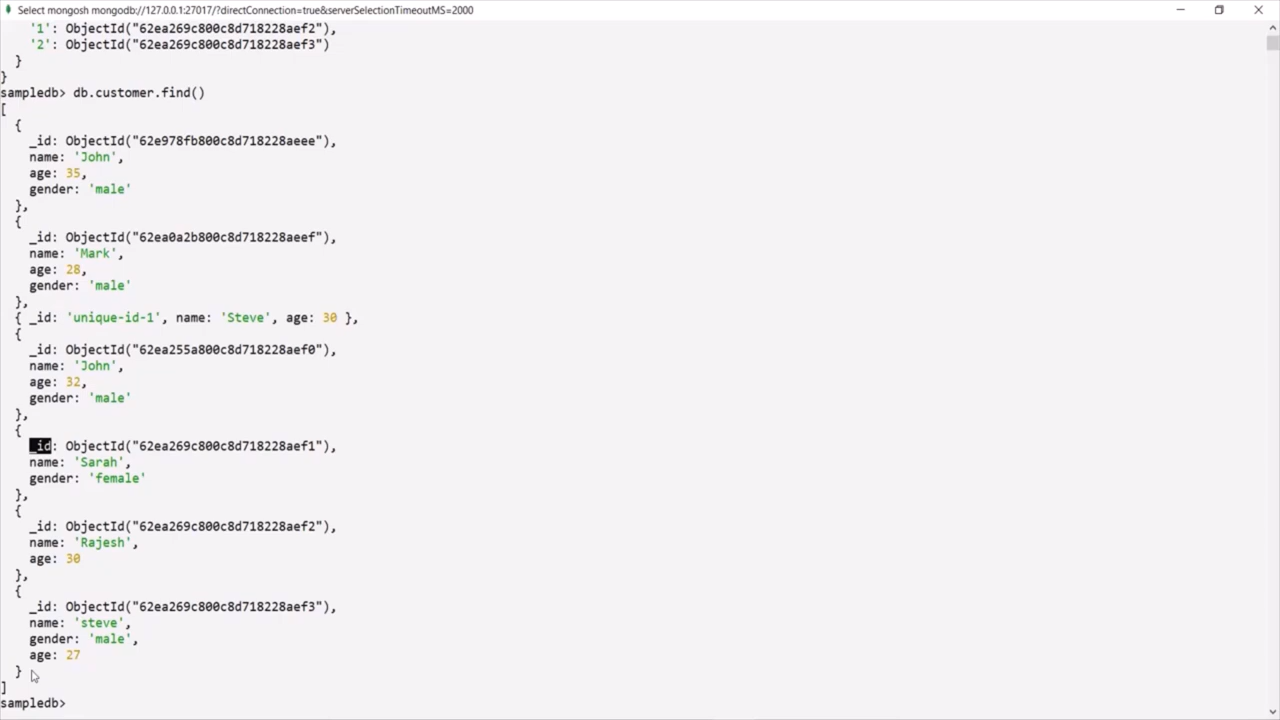 Select mongosh mongodb://127.0.0.1:27017/?directConnection=true&serverSelectionTimeoutMS=2000
'1': ObjectId("62ea269c800c8d718228aef2"),
'2': ObjectId("62ea269c800c8d718228aef3")
}
}
sampledb> db.customer.find()
[
{
_id: ObjectId("62e978fb800c8d718228aeee"),
name: 'John',
age: 35,
gender: 'male'
},
{
_id: ObjectId("62ea0a2b800c8d718228aeef"),
name: 'Mark',
age: 28,
gender: 'male'
},
{ _id: 'unique-id-1', name: 'Steve', age: 30 },
{
_id: ObjectId("62ea255a800c8d718228aef0"),
name: 'John',
age: 32,
gender: 'male'
},
{
_id: ObjectId("62ea269c800c8d718228aef1"),
name: 'Sarah',
gender: 'female'
},
{
_id: ObjectId("62ea269c800c8d718228aef2"),
name: 'Rajesh',
age: 30
},
{
_id: ObjectId("62ea269c800c8d718228aef3"),
name: 'steve',
gender: 'male',
age: 27
}
]
sampledb>